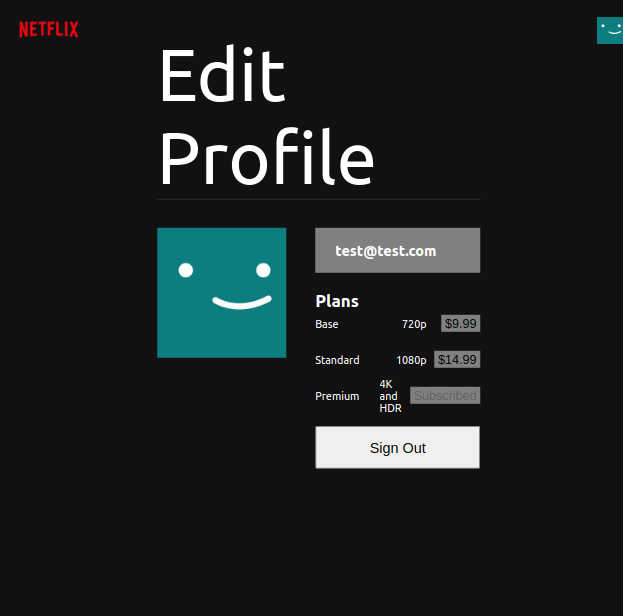 NETFLIX
Edit
Profile
test@test.com
Plans
Base 720p $9.99
Standard 1080p $14.99
Premium 4K and HDR Subscribed
Sign Out